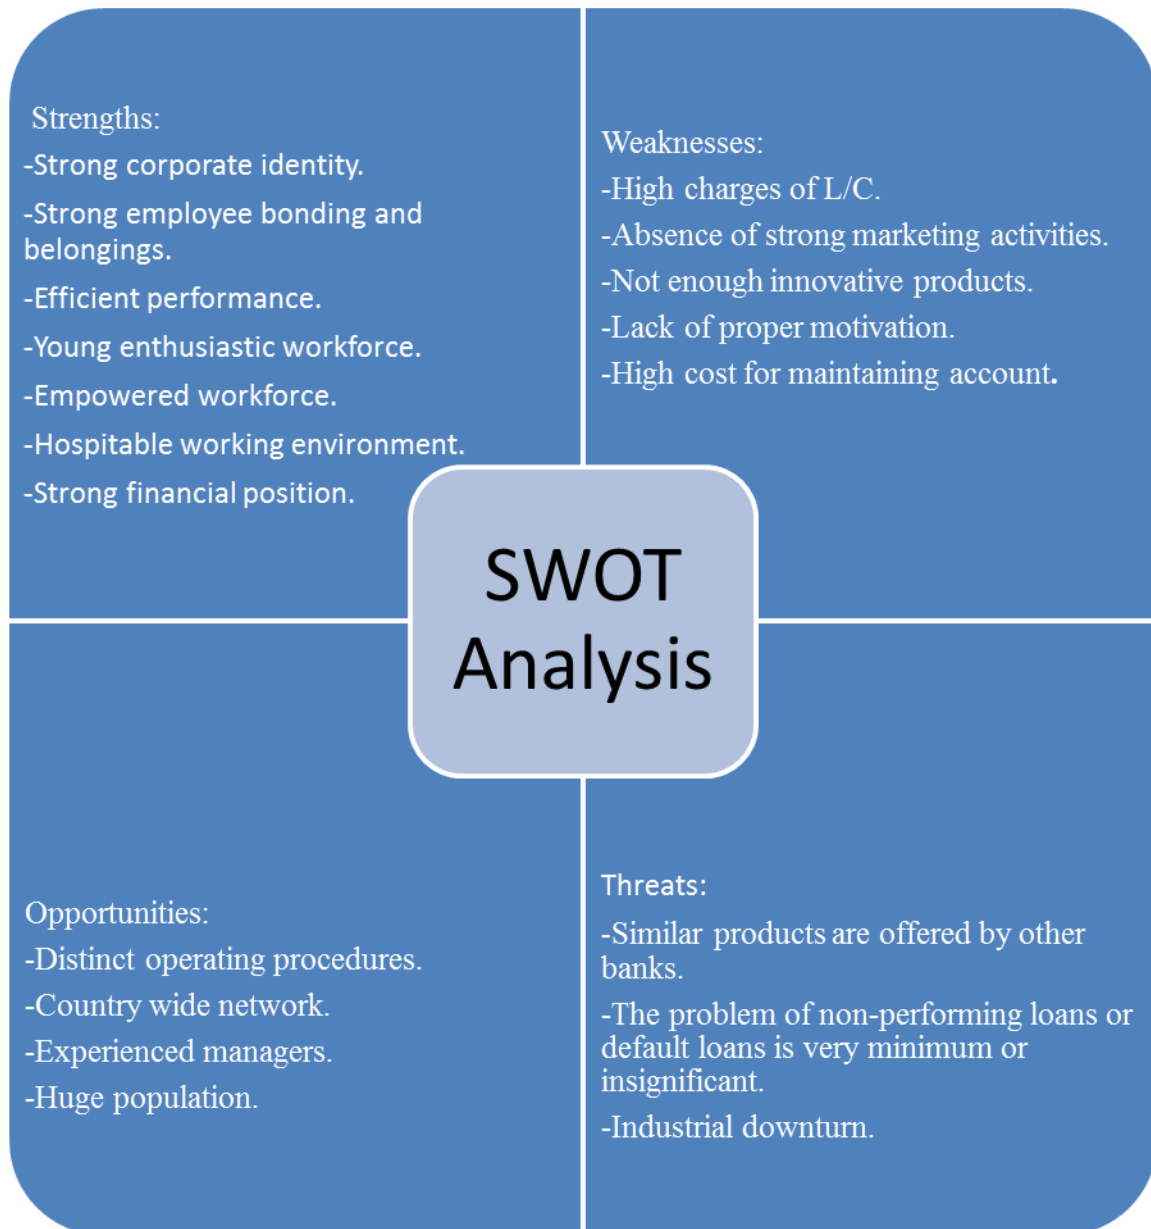 Strengths:
-Strong corporate identity.
-Strong employee bonding and
belongings.
-Efficient performance.
-Young enthusiastic workforce.
-Empowered workforce.
-Hospitable working environment.
-Strong financial position.
Weaknesses:
-High charges of L/C.
-Absence of strong marketing activities.
-Not enough innovative products.
-Lack of proper motivation.
-High cost for maintaining account.
SWOT
Analysis
Opportunities:
-Distinct operating procedures.
-Country wide network.
-Experienced managers.
-Huge population.
Threats:
-Similar products are offered by other
banks.
-The problem of non-performing loans or
default loans is very minimum or
insignificant.
-Industrial downturn.